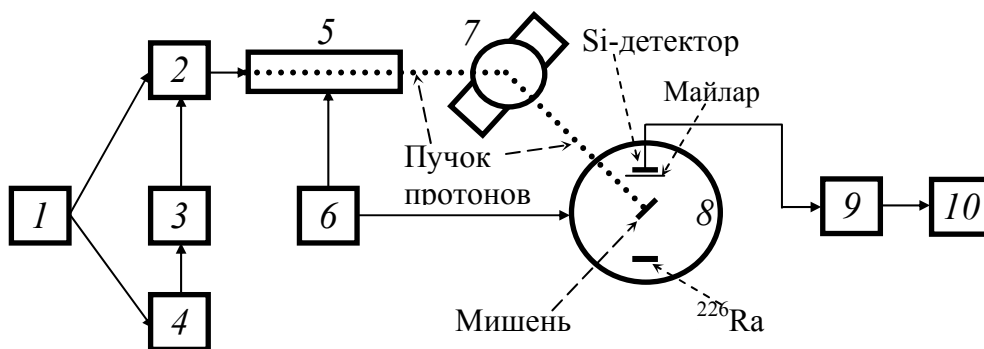 5
7
Si-детектор
2
Майлар
Пучок
протонов
1
3
6
8
9
10
4
Мишень
²²⁶Ra